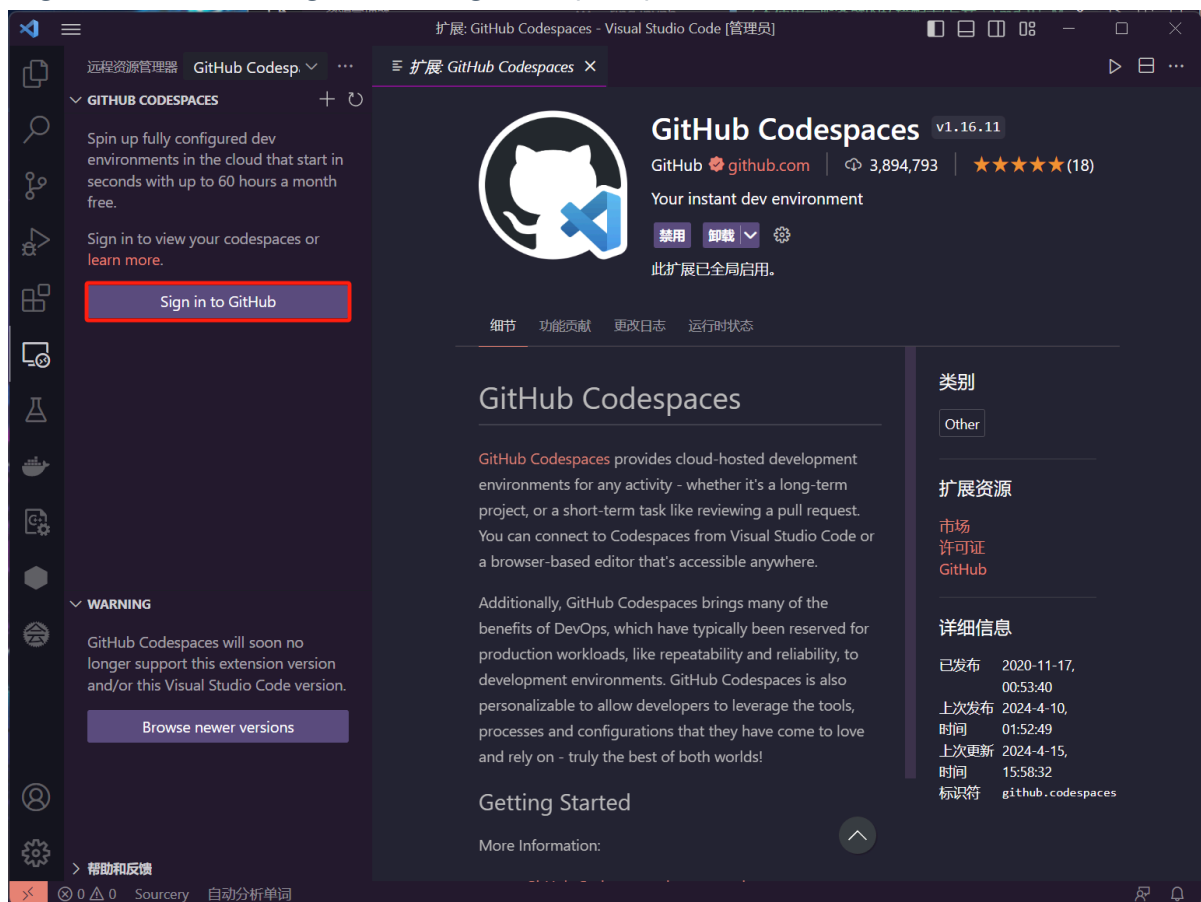 扩展: GitHub Codespaces - Visual Studio Code [管理员]
远程资源管理器 GitHub Codesp.
GITHUB CODESPACES
Spin up fully configured dev
environments in the cloud that start in
seconds with up to 60 hours a month
free.
Sign in to view your codespaces or
learn more.
Sign in to GitHub
WARNING
GitHub Codespaces will soon no
longer support this extension version
and/or this Visual Studio Code version.
Browse newer versions
帮助和反馈
扩展: GitHub Codespaces
GitHub Codespaces v1.16.11
GitHub github.com 3,894,793 ★★★★★(18)
Your instant dev environment
禁用 卸载
此扩展已全局启用。
细节 功能贡献 更改日志 运行时状态
GitHub Codespaces
GitHub Codespaces provides cloud-hosted development
environments for any activity - whether it's a long-term
project, or a short-term task like reviewing a pull request.
You can connect to Codespaces from Visual Studio Code or
a browser-based editor that's accessible anywhere.
Additionally, GitHub Codespaces brings many of the
benefits of DevOps, which have typically been reserved for
production workloads, like repeatability and reliability, to
development environments. GitHub Codespaces is also
personalizable to allow developers to leverage the tools,
processes and configurations that they have come to love
and rely on - truly the best of both worlds!
Getting Started
More Information:
类别
Other
扩展资源
市场
许可证
GitHub
详细信息
已发布 2020-11-17,
00:53:40
上次发布 2024-4-10,
时间 01:52:49
上次更新 2024-4-15,
时间 15:58:32
标识符 github.codespaces
0 0 Sourcery 自动分析单词